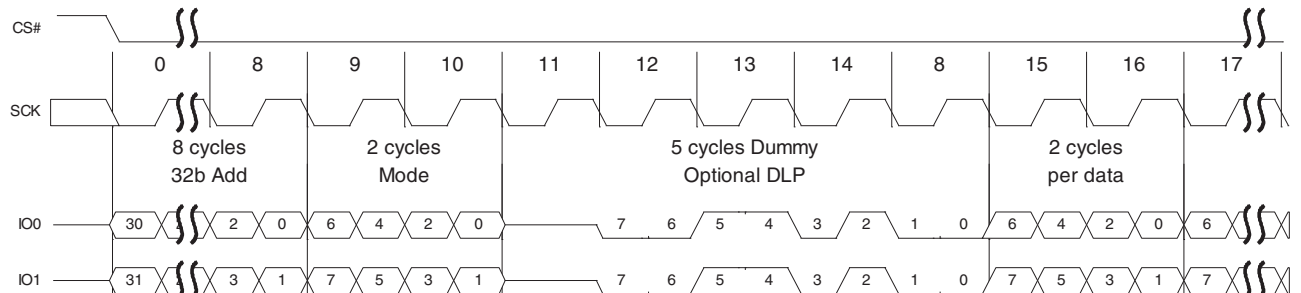 CS#
0 8 9 10 11 12 13 14 8 15 16 17
SCK
8 cycles 2 cycles 5 cycles Dummy 2 cycles
32b Add Mode Optional DLP per data
IO0 30 2 0 6 4 2 0 7 6 5 4 3 2 1 0 6 4 2 0 6
IO1 31 3 1 7 5 3 1 7 6 5 4 3 2 1 0 7 5 3 1 7